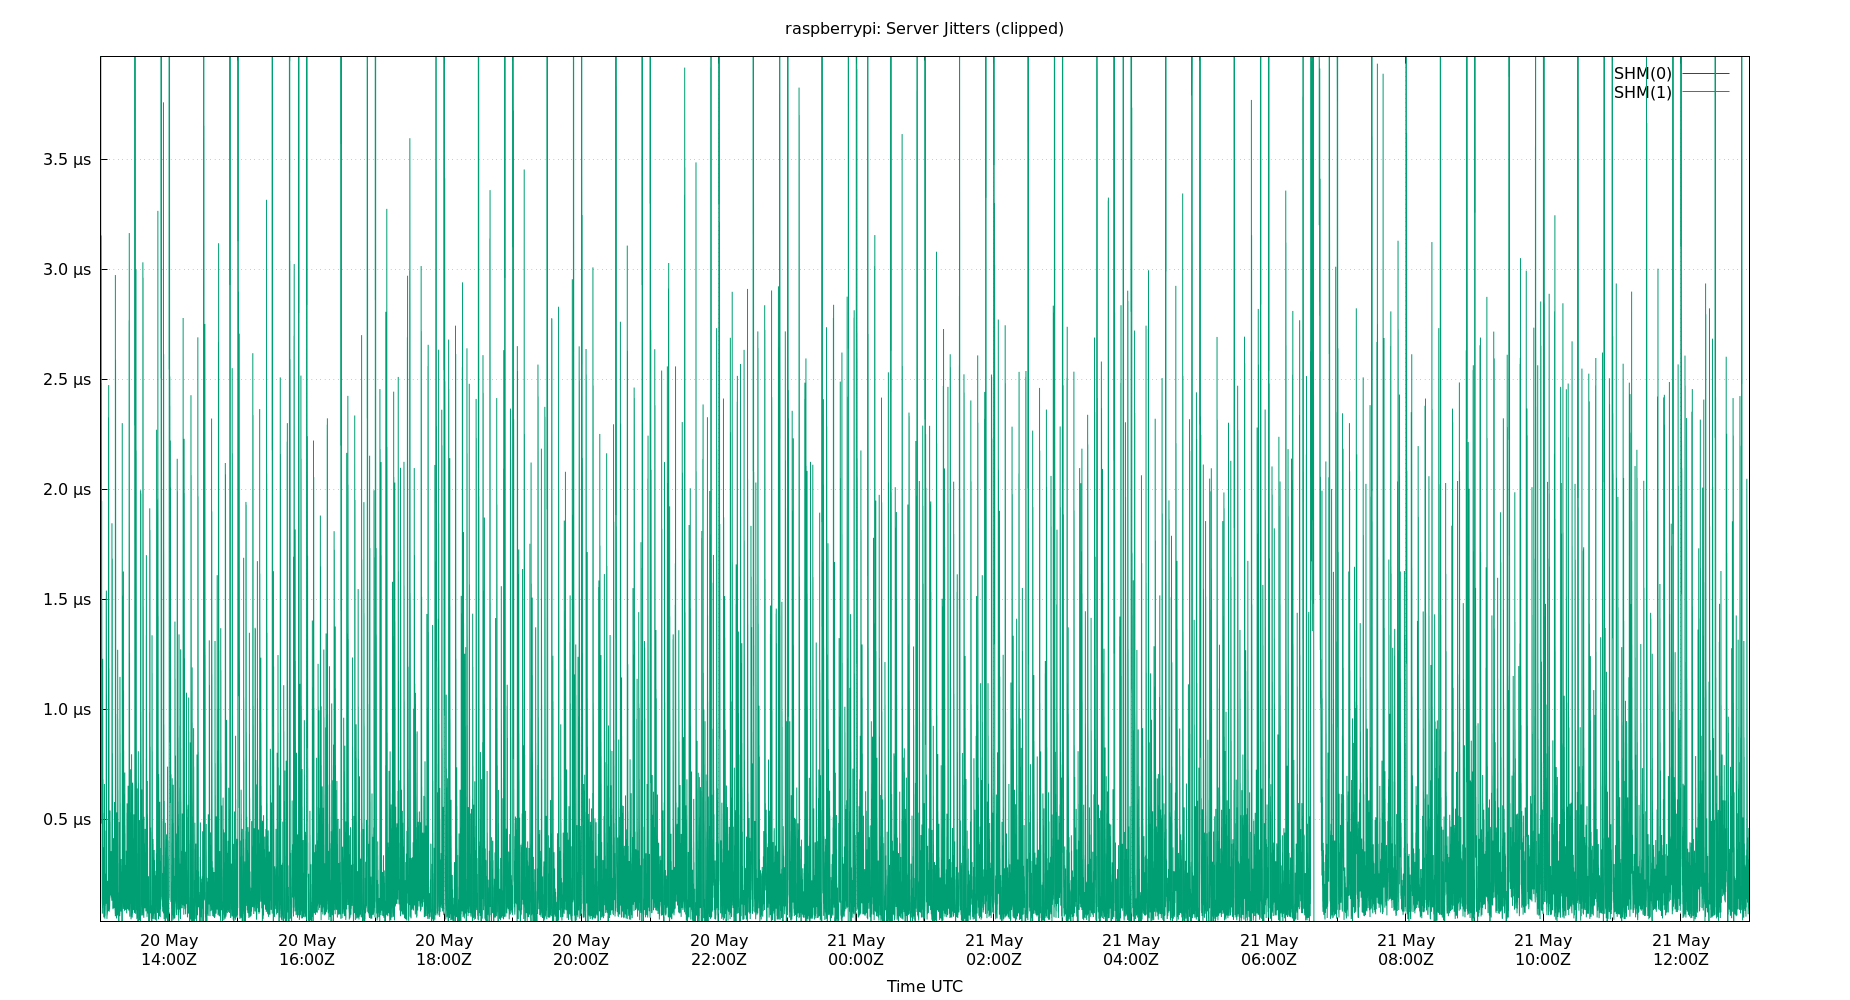 raspberrypi: Server Jitters (clipped)
SHM(0)
SHM(1)
3.5 µs
3.0 µs
2.5 µs
2.0 µs
1.5 µs
1.0 µs
0.5 µs
20 May 20 May 20 May 20 May 20 May 21 May 21 May 21 May 21 May 21 May 21 May 21 May
14:00Z 16:00Z 18:00Z 20:00Z 22:00Z 00:00Z 02:00Z 04:00Z 06:00Z 08:00Z 10:00Z 12:00Z
Time UTC